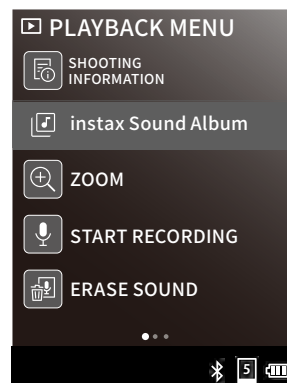 PLAYBACK MENU
SHOOTING
INFORMATION
instax Sound Album
ZOOM
START RECORDING
ERASE SOUND
5